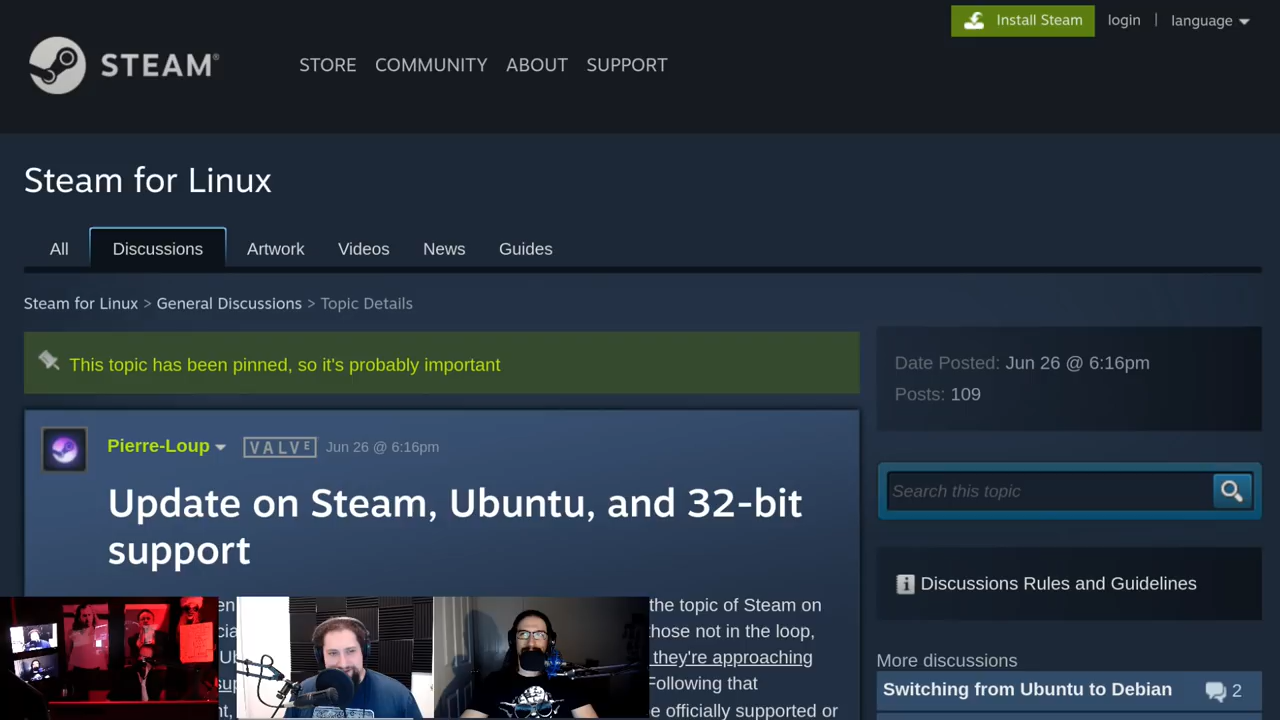 Install Steam
login
|
language
STEAM®
STORE
COMMUNITY
ABOUT
SUPPORT
Steam for Linux
All
Discussions
Artwork
Videos
News
Guides
Steam for Linux > General Discussions > Topic Details
This topic has been pinned, so it's probably important
Pierre-Loup
VALVE
Jun 26 @ 6:16pm
Update on Steam, Ubuntu, and 32-bit
support
the topic of Steam on
those not in the loop,
they're approaching
Following that
officially supported or
Date Posted: Jun 26 @ 6:16pm
Posts: 109
Search this topic
Discussions Rules and Guidelines
More discussions
Switching from Ubuntu to Debian
2